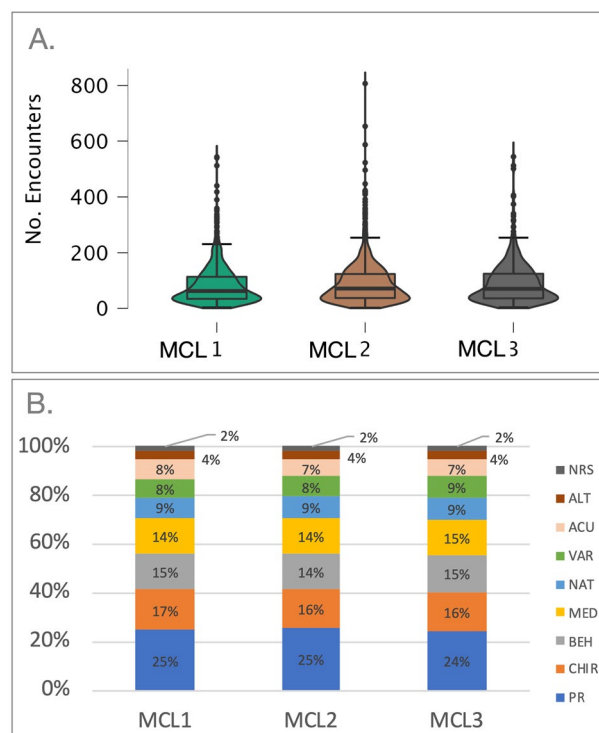 A.
No. Encounters
800
600
400
200
0
MCL 1
MCL 2
MCL 3
B.
100%
80%
60%
40%
20%
0%
2%
4%
8%
8%
9%
14%
15%
17%
25%
MCL1
2%
4%
7%
8%
9%
14%
14%
16%
25%
MCL2
2%
4%
7%
9%
9%
15%
15%
16%
24%
MCL3
NRS
ALT
ACU
VAR
NAT
MED
BEH
CHIR
PR